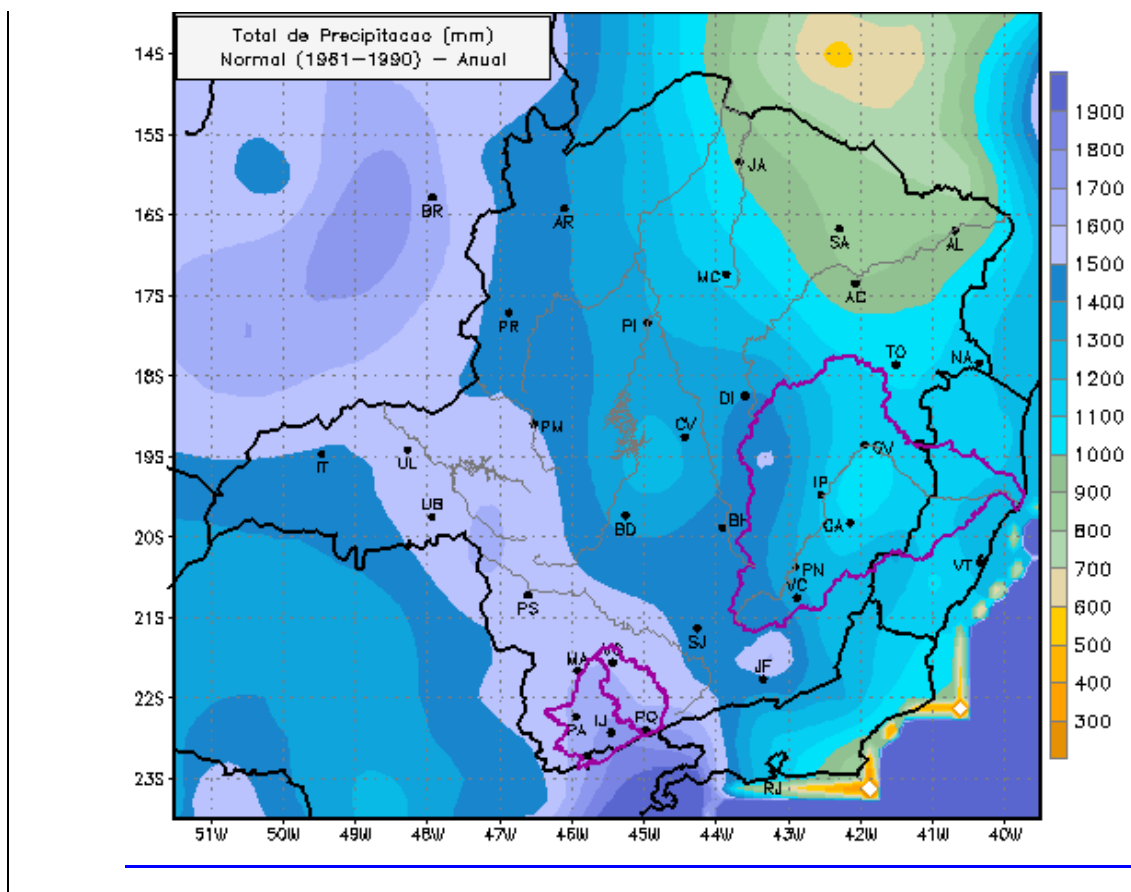 Total de Precipitacao (mm)
Normal (1961-1990) - Anual
14S
15S
16S
17S
18S
19S
20S
21S
22S
23S
51W 50W 49W 48W 47W 46W 45W 44W 43W 42W 41W 40W
1900
1800
1700
1600
1500
1400
1300
1200
1100
1000
900
800
700
600
500
400
300
JA
BR
AR
SA
AL
MC
AC
PR
PI
TO
NA
DI
PM
CV
GV
IT
UL
IP
UB
BD
BH
CA
PN
VT
VC
PS
SJ
MA
VG
JF
PA
IJ
PQ
RJ